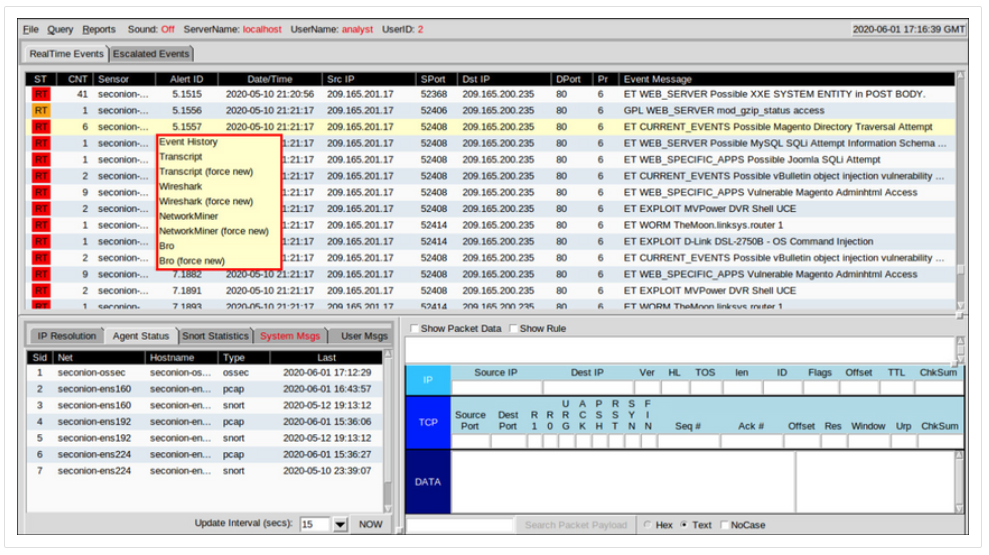 File Query Reports Sound: Off ServerName: localhost UserName: analyst UserID: 2 2020-06-01 17:16:39 GMT
RealTime Events Escalated Events
ST CNT Sensor Alert ID Date/Time Src IP SPort Dst IP DPort Pr Event Message
RT 41 seconion-... 5.1515 2020-05-10 21:20:56 209.165.201.17 52368 209.165.200.235 80 6 ET WEB_SERVER Possible XXE SYSTEM ENTITY in POST BODY.
RT 1 seconion-... 5.1556 2020-05-10 21:21:17 209.165.201.17 52406 209.165.200.235 80 6 GPL WEB_SERVER mod_gzip_status access
RT 6 seconion-... 5.1557 2020-05-10 21:21:17 209.165.201.17 52408 209.165.200.235 80 6 ET CURRENT_EVENTS Possible Magento Directory Traversal Attempt
RT 1 seconion-... Event History 1:21:17 209.165.201.17 52408 209.165.200.235 80 6 ET WEB_SERVER Possible MySQL SQLi Attempt Information Schema ...
RT 1 seconion-... Transcript 1:21:17 209.165.201.17 52408 209.165.200.235 80 6 ET WEB_SPECIFIC_APPS Possible Joomla SQLi Attempt
RT 2 seconion-... Transcript (force new) 1:21:17 209.165.201.17 52408 209.165.200.235 80 6 ET CURRENT_EVENTS Possible vBulletin object injection vulnerability ...
RT 9 seconion-... Wireshark 1:21:17 209.165.201.17 52408 209.165.200.235 80 6 ET WEB_SPECIFIC_APPS Vulnerable Magento Adminhtml Access
Wireshark (force new)
RT 2 seconion-... NetworkMiner 1:21:17 209.165.201.17 52408 209.165.200.235 80 6 ET EXPLOIT MVPower DVR Shell UCE
RT 1 seconion-... NetworkMiner (force new) 1:21:17 209.165.201.17 52414 209.165.200.235 80 6 ET WORM TheMoon.linksys.router 1
RT 1 seconion-... Bro 1:21:17 209.165.201.17 52414 209.165.200.235 80 6 ET EXPLOIT D-Link DSL-2750B - OS Command Injection
RT 2 seconion-... Bro (force new) 1:21:17 209.165.201.17 52408 209.165.200.235 80 6 ET CURRENT_EVENTS Possible vBulletin object injection vulnerability ...
RT 9 seconion-... 7.1882 2020-05-10 21:21:17 209.165.201.17 52408 209.165.200.235 80 6 ET WEB_SPECIFIC_APPS Vulnerable Magento Adminhtml Access
RT 2 seconion-... 7.1891 2020-05-10 21:21:17 209.165.201.17 52408 209.165.200.235 80 6 ET EXPLOIT MVPower DVR Shell UCE
RT 1 seconion-... 7.1893 2020-05-10 21:21:17 209.165.201.17 52414 209.165.200.235 80 6 ET WORM TheMoon.linksys.router 1
IP Resolution Agent Status Snort Statistics System Msgs User Msgs
Sid Net Hostname Type Last
1 seconion-ossec seconion-os... ossec 2020-06-01 17:12:29
2 seconion-ens160 seconion-en... pcap 2020-06-01 16:43:57
3 seconion-ens160 seconion-en... snort 2020-05-12 19:13:12
4 seconion-ens192 seconion-en... pcap 2020-06-01 15:36:06
5 seconion-ens192 seconion-en... snort 2020-05-12 19:13:12
6 seconion-ens224 seconion-en... pcap 2020-06-01 15:36:27
7 seconion-ens224 seconion-en... snort 2020-05-10 23:39:07
Update Interval (secs): 15 NOW
Show Packet Data Show Rule
IP Source IP Dest IP Ver HL TOS len ID Flags Offset TTL ChkSum
U A P R S F
Source Dest R R R C S S Y I
TCP Port Port 1 0 G K H T N N Seq # Ack # Offset Res Window Urp ChkSum
DATA
Search Packet Payload Hex Text NoCase